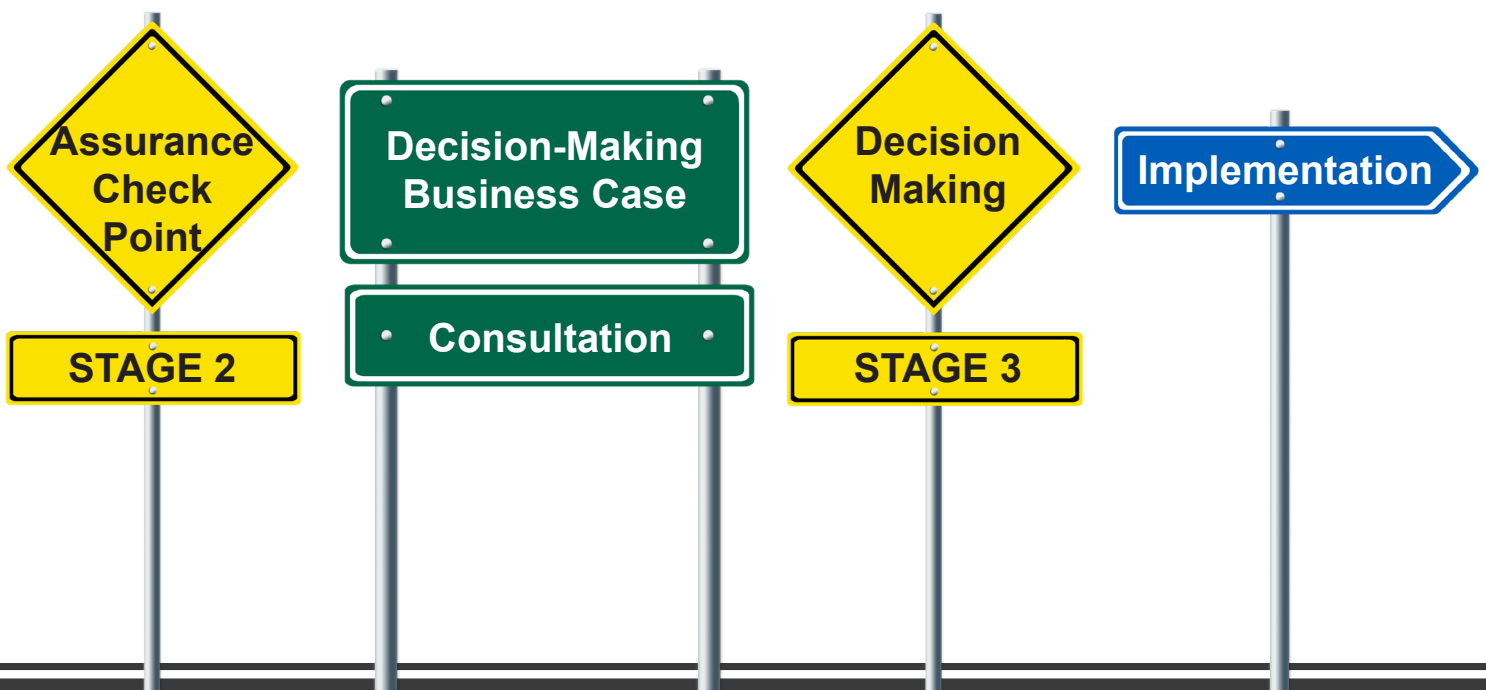 Assurance
Check
Point
STAGE 2
Decision-Making
Business Case
Consultation
Decision
Making
STAGE 3
Implementation